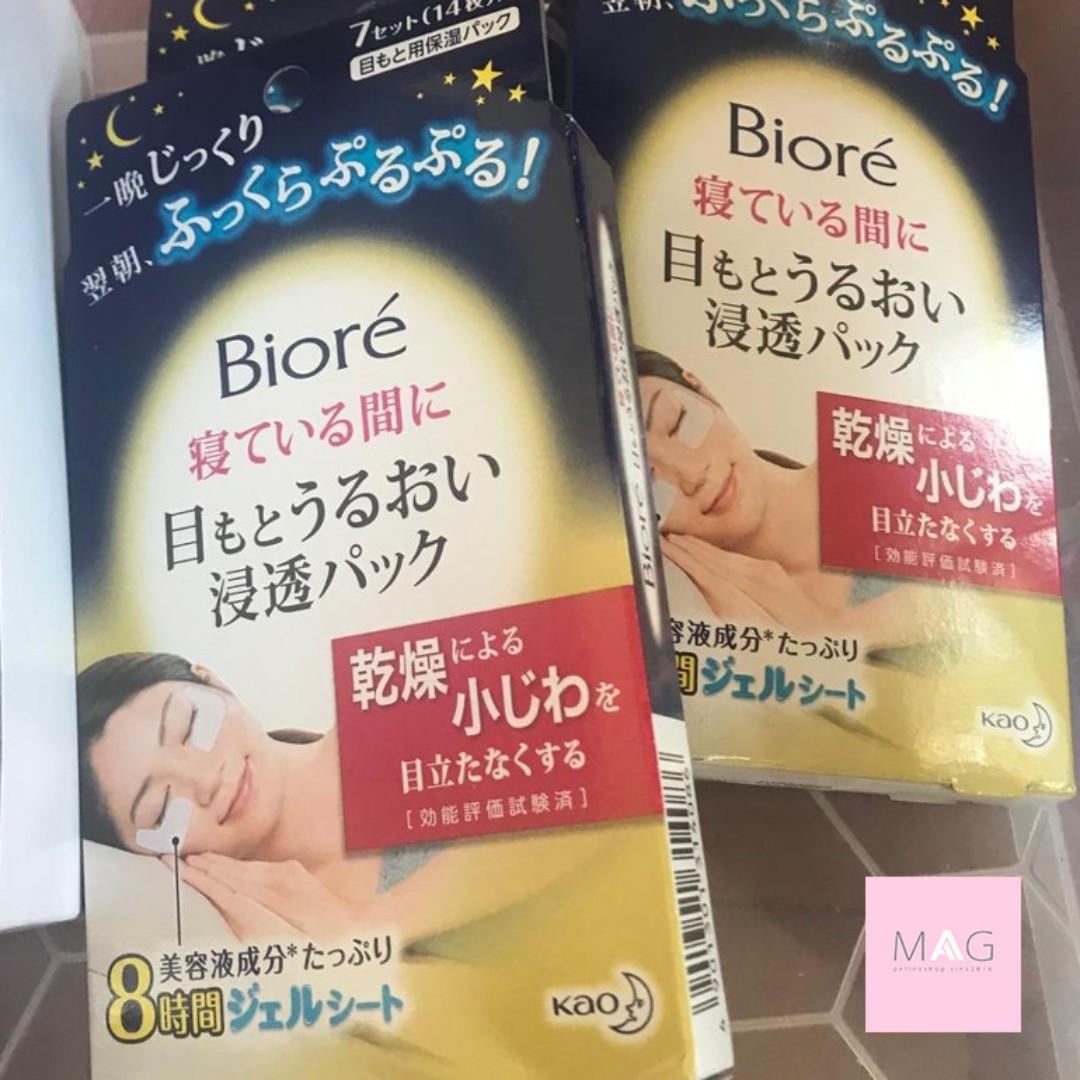 7セット(14枚
目もと用保湿パック
一晩じっくり
翌朝、ふっくらぷるぷる!
Bioré
寝ている間に
目もとうるおい
浸透パック
乾燥による
小じわを
目立たなくする
[効能評価試験済]
美容液成分*たっぷり
8時間ジェルシート
Kao
翌朝、ふっくらぷるぷる!
Bioré
寝ている間に
目もとうるおい
浸透パック
乾燥による
小じわを
目立たなくする
[効能評価試験済]
容液成分*たっぷり
間ジェルシート
Kao
MAG
onlineshop.sinz2016